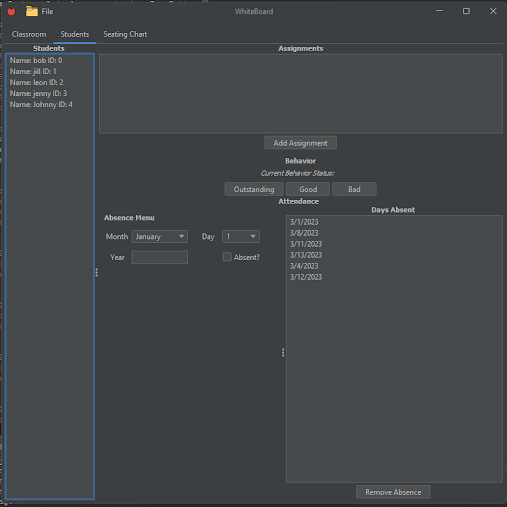 File
WhiteBoard
Classroom
Students
Seating Chart
Students
Name: bob ID: 0
Name: jill ID: 1
Name: leon ID: 2
Name: jenny ID: 3
Name: Johnny ID: 4
Assignments
Add Assignment
Behavior
Current Behavior Status:
Outstanding
Good
Bad
Attendance
Absence Menu
Month
January
Day
1
Year
Absent?
Days Absent
3/1/2023
3/8/2023
3/11/2023
3/13/2023
3/4/2023
3/12/2023
Remove Absence